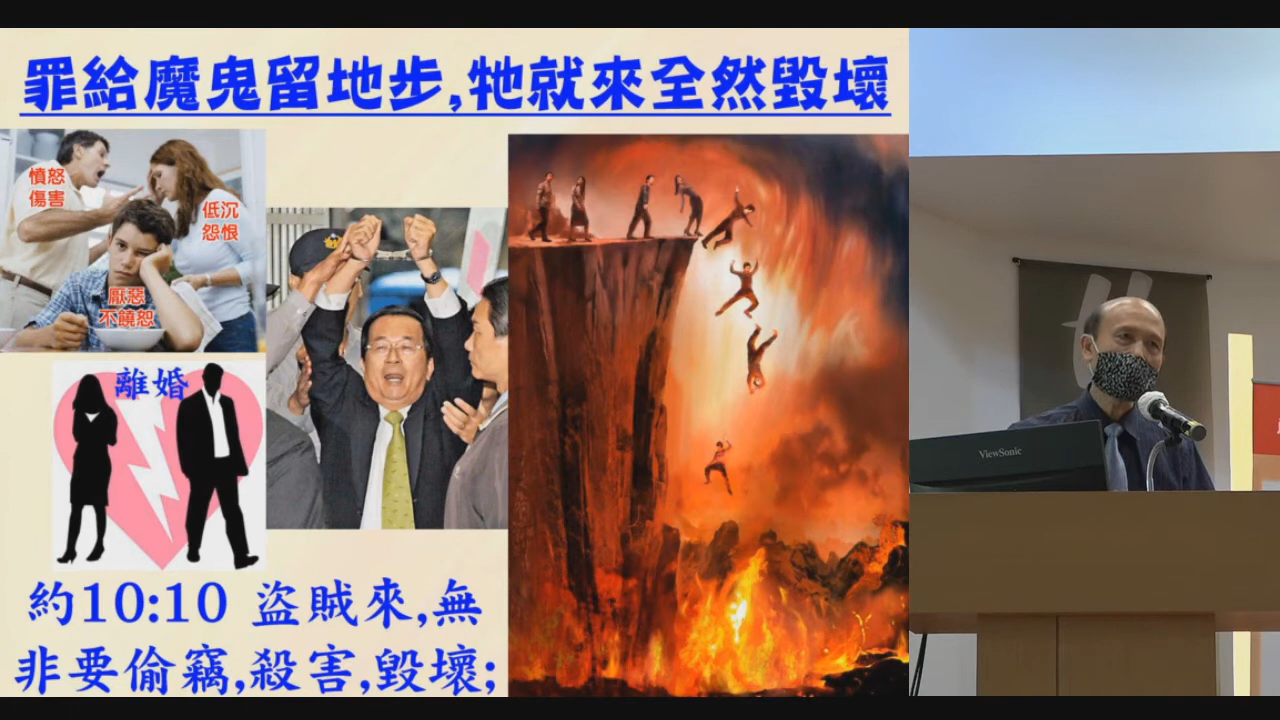 罪給魔鬼留地步,牠就來全然毀壞
憤怒
傷害
低沉
怨恨
厭惡
不饒恕
離婚
約10:10 盜賊來,無
非要偷竊,殺害,毀壞;
ViewSonic